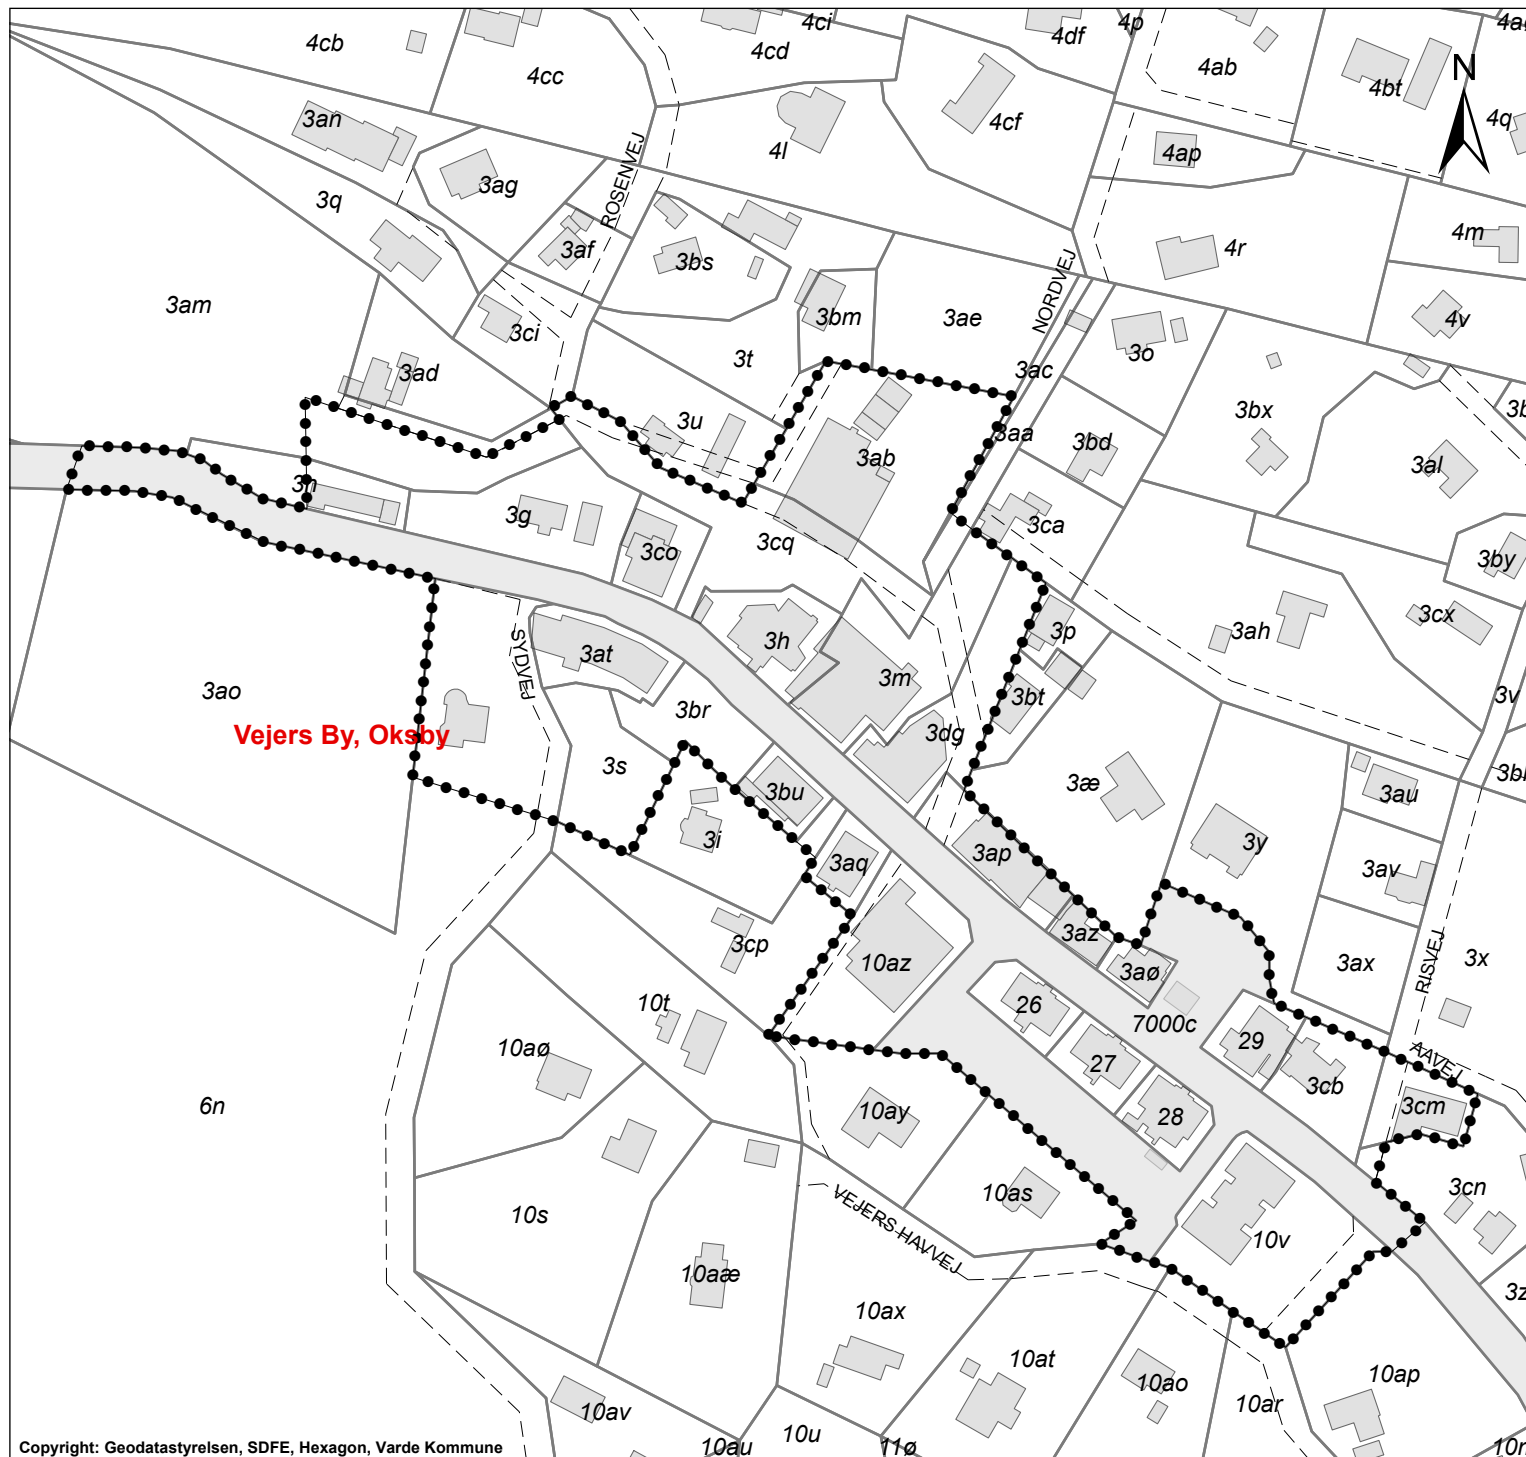 4cb
4cc
4cd
4ci
4df
4p
4ab
4bt
N
4q
3an
3ag
4l
4cf
4ap
ROSENVEJ
3q
3af
3bs
4r
4m
3am
3ci
3bm
3ae
NORDVEJ
3o
4v
3t
3ac
3ad
3u
3ab
3aa
3bd
3bx
3al
3n
3g
3co
3cq
3ca
3by
SYDVEJ
3at
3h
3m
3p
3ah
3cx
3ao
3br
3bt
3v
Vejers By, Oksby
3dg
3s
3bu
3æ
3au
3i
3aq
3ap
3y
3av
3cp
10az
3az
3aø
3ax
RISVEJ
3x
10t
26
7000c
29
10aø
27
3cb
AAVEJ
6n
10ay
28
3cm
10s
10as
3cn
VEJERS HAVVEJ
10v
10aæ
10ax
3z
10at
10ao
10ap
10av
10ar
10au
10u
11ø
Copyright: Geodatastyrelsen, SDFE, Hexagon, Varde Kommune